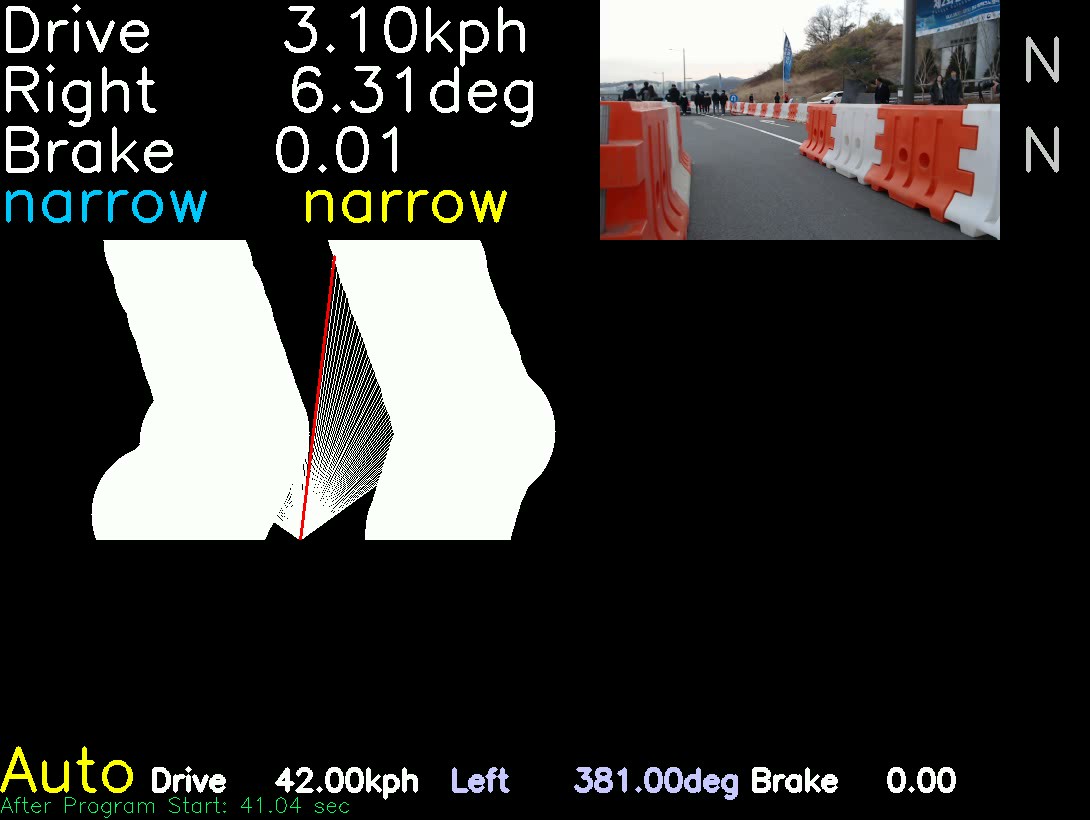 Drive 3.10kph
N
Right 6.31deg
Brake 0.01
N
narrow narrow
Auto Drive 42.00kph Left 381.00deg Brake 0.00
After Program Start: 41.04 sec